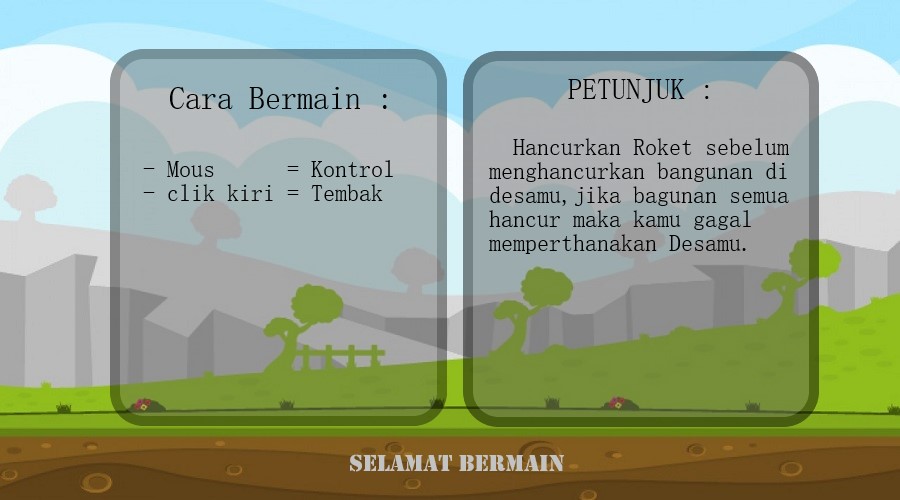 Cara Bermain :
- Mous = Kontrol
- clik kiri = Tembak
PETUNJUK :
Hancurkan Roket sebelum
menghancurkan bangunan di
desamu,jika bagunan semua
hancur maka kamu gagal
memperthanakan Desamu.
SELAMAT BERMAIN